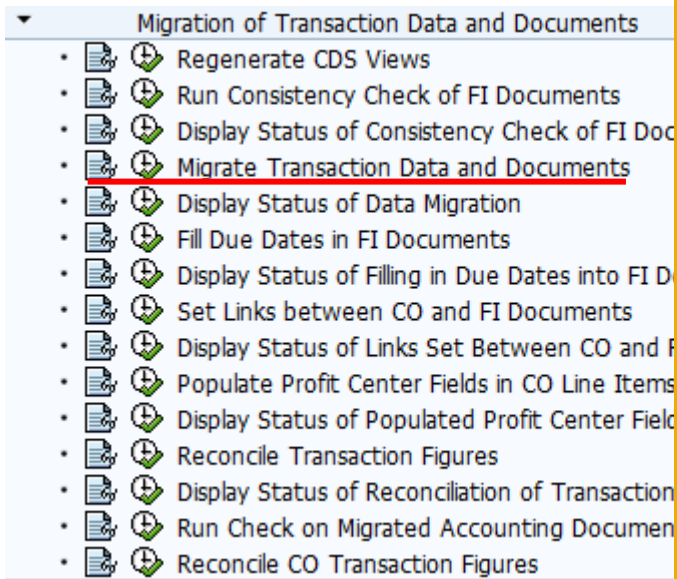 Migration of Transaction Data and Documents
Regenerate CDS Views
Run Consistency Check of FI Documents
Display Status of Consistency Check of FI Doc
Migrate Transaction Data and Documents
Display Status of Data Migration
Fill Due Dates in FI Documents
Display Status of Filling in Due Dates into FI D
Set Links between CO and FI Documents
Display Status of Links Set Between CO and F
Populate Profit Center Fields in CO Line Items
Display Status of Populated Profit Center Field
Reconcile Transaction Figures
Display Status of Reconciliation of Transaction
Run Check on Migrated Accounting Documen
Reconcile CO Transaction Figures